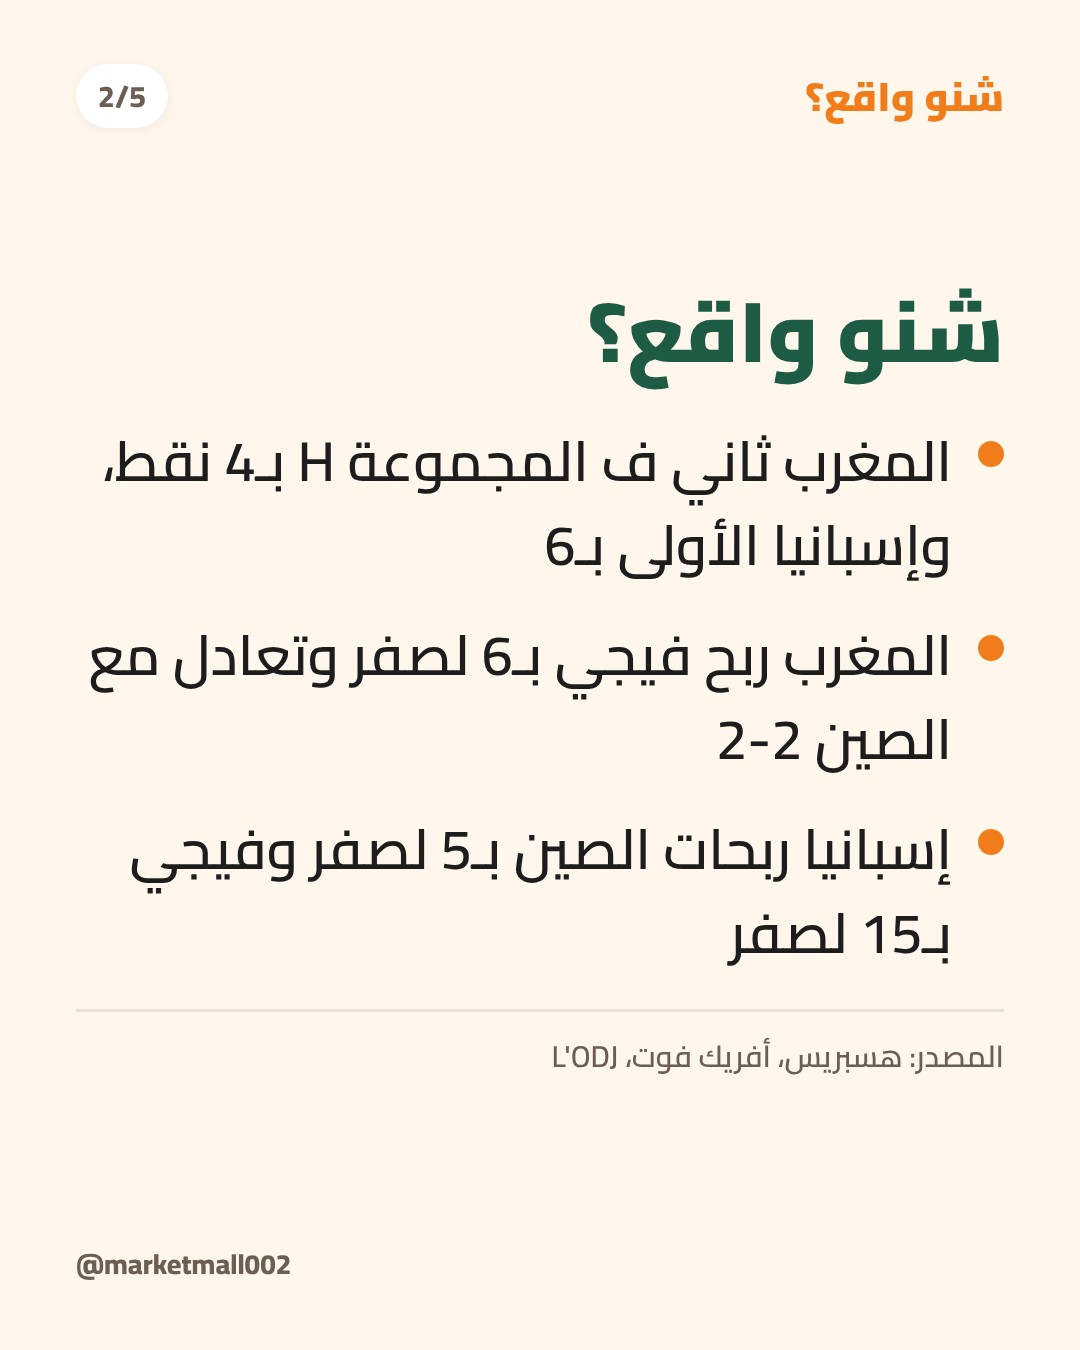 شنو واقع؟
2/5
شنو واقع؟
المغرب ثاني ف المجموعة H بـ4 نقط،
وإسبانيا الأولى بـ6
المغرب ربح فيجي بـ6 لصفر وتعادل مع
الصين 2-2
إسبانيا ربحات الصين بـ5 لصفر وفيجي
بـ15 لصفر
المصدر: هسبريس، أفريك فوت، L'ODJ
@marketmall002